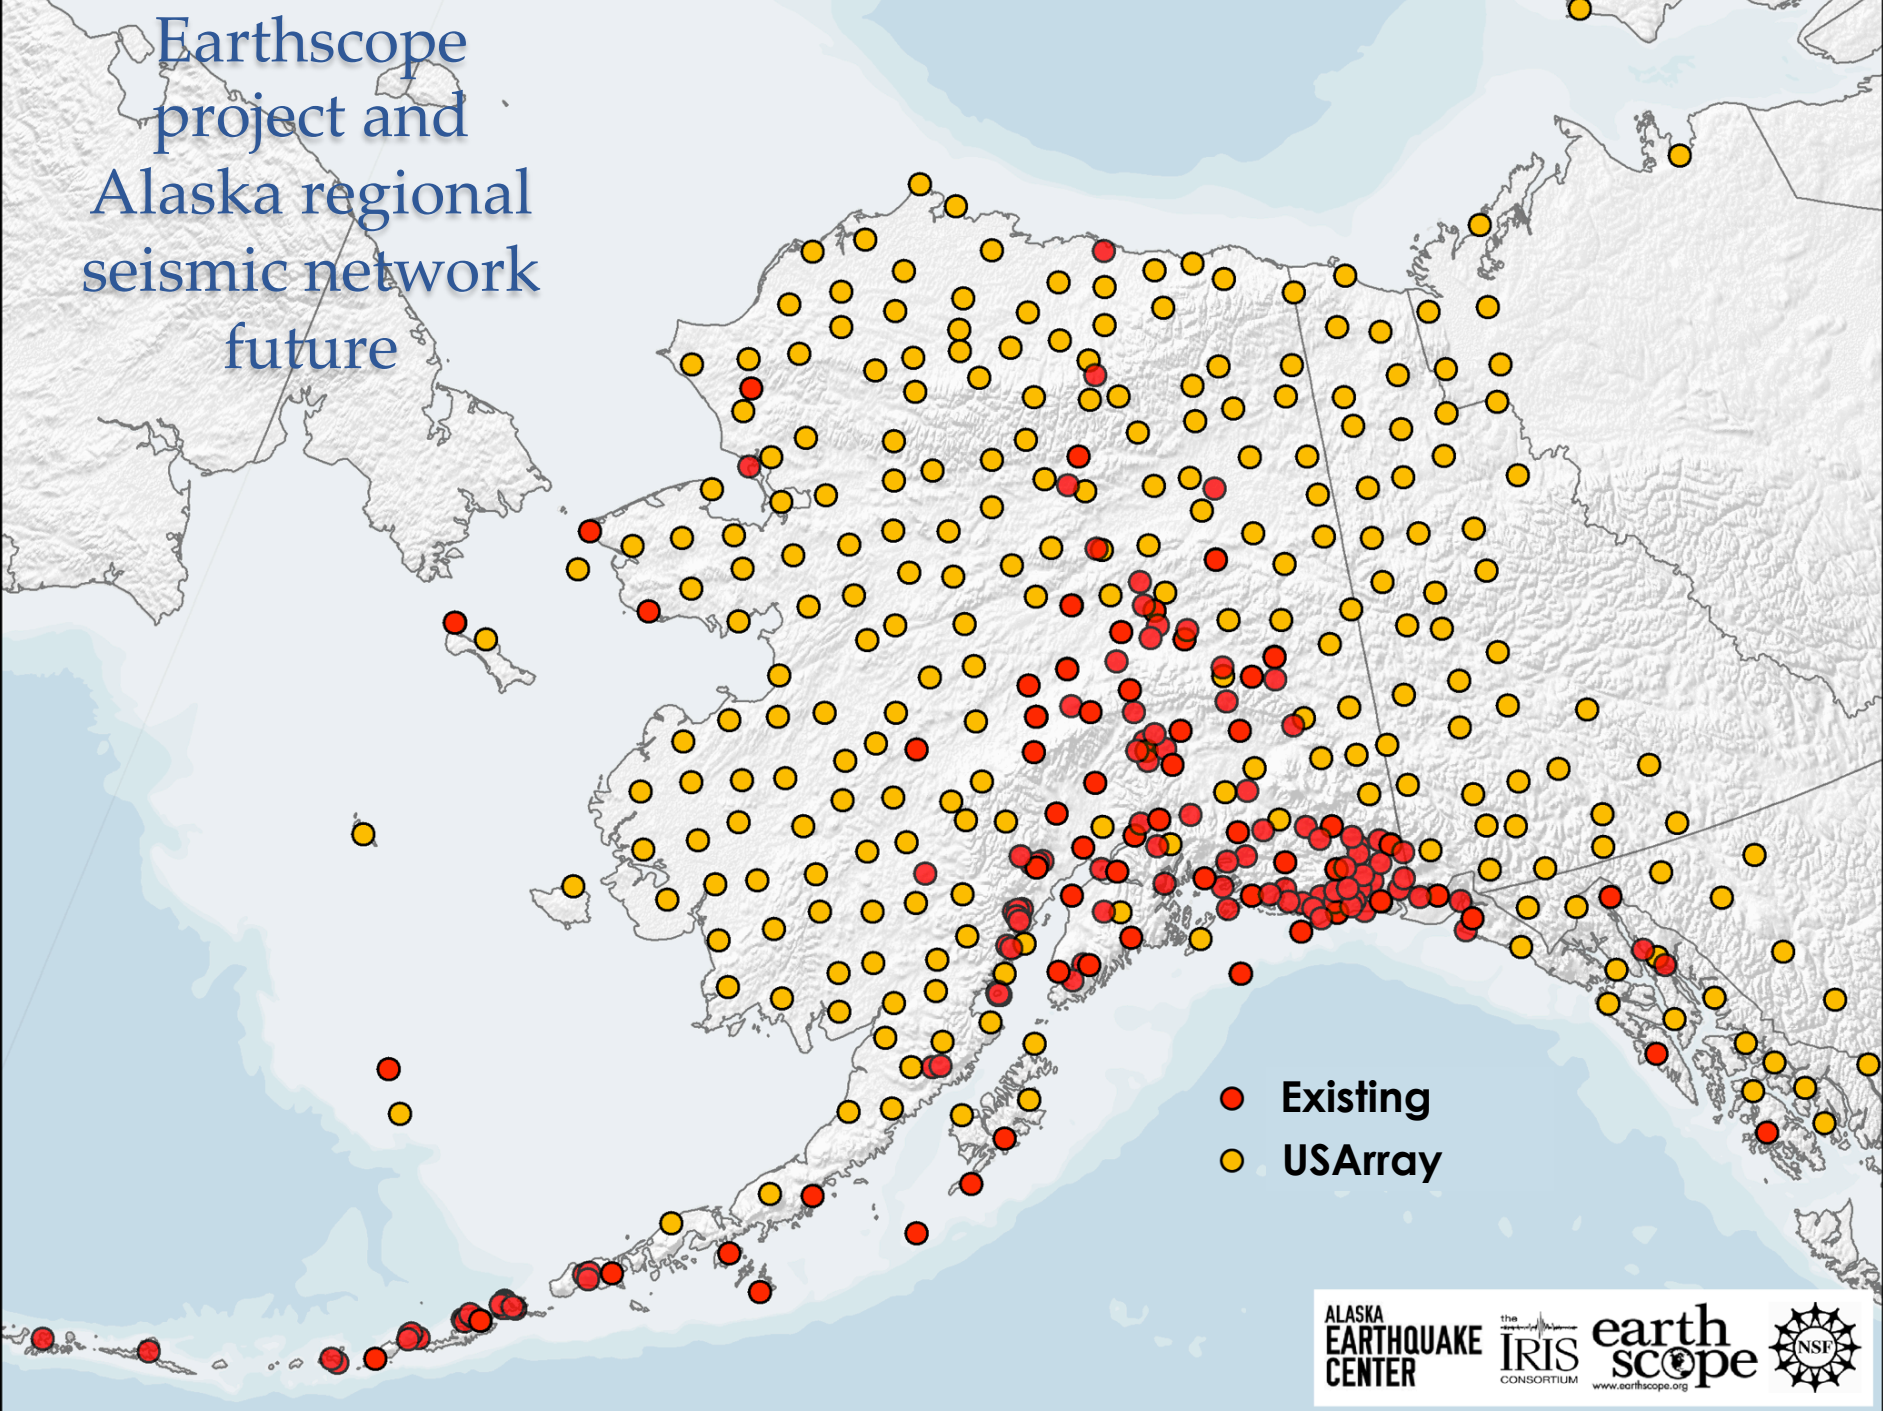 Earthscope
project and
Alaska regional
seismic network
future
Existing
USArray
ALASKA
EARTHQUAKE
CENTER
the
IRIS
CONSORTIUM
earth
scope
www.earthscope.org
NSF